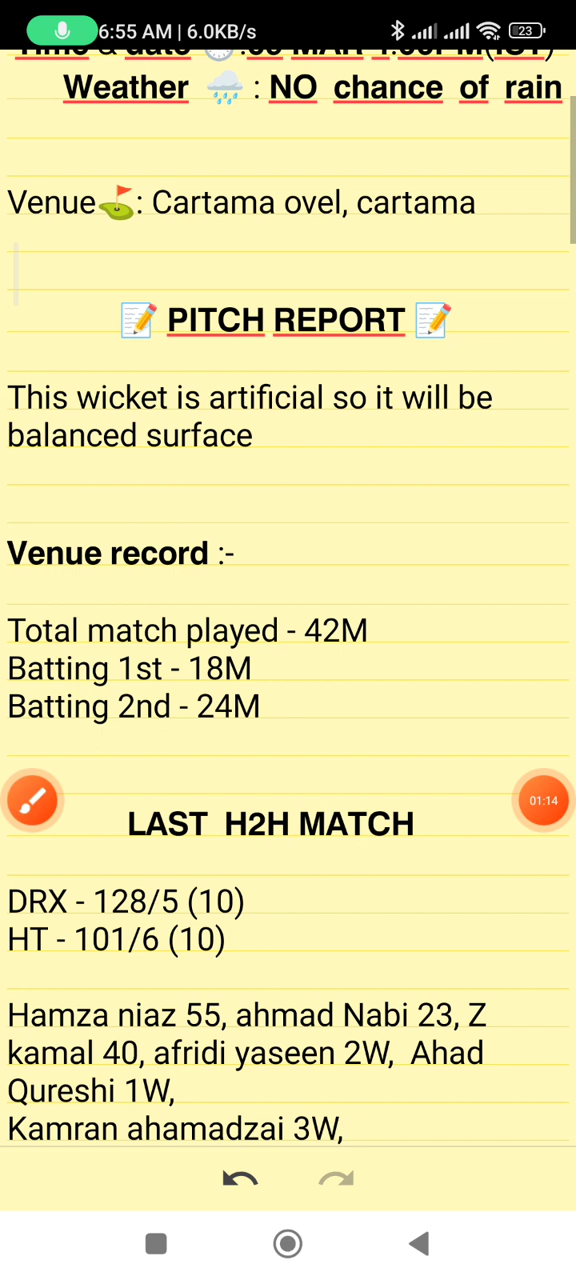 6:55 AM | 6.0KB/s
23
Time & date 🕐:
Weather 🌧️ : NO chance of rain
Venue⛳: Cartama ovel, cartama
📝 PITCH REPORT 📝
This wicket is artificial so it will be
balanced surface
Venue record :-
Total match played - 42M
Batting 1st - 18M
Batting 2nd - 24M
01:14
LAST H2H MATCH
DRX - 128/5 (10)
HT - 101/6 (10)
Hamza niaz 55, ahmad Nabi 23, Z
kamal 40, afridi yaseen 2W, Ahad
Qureshi 1W,
Kamran ahamadzai 3W,